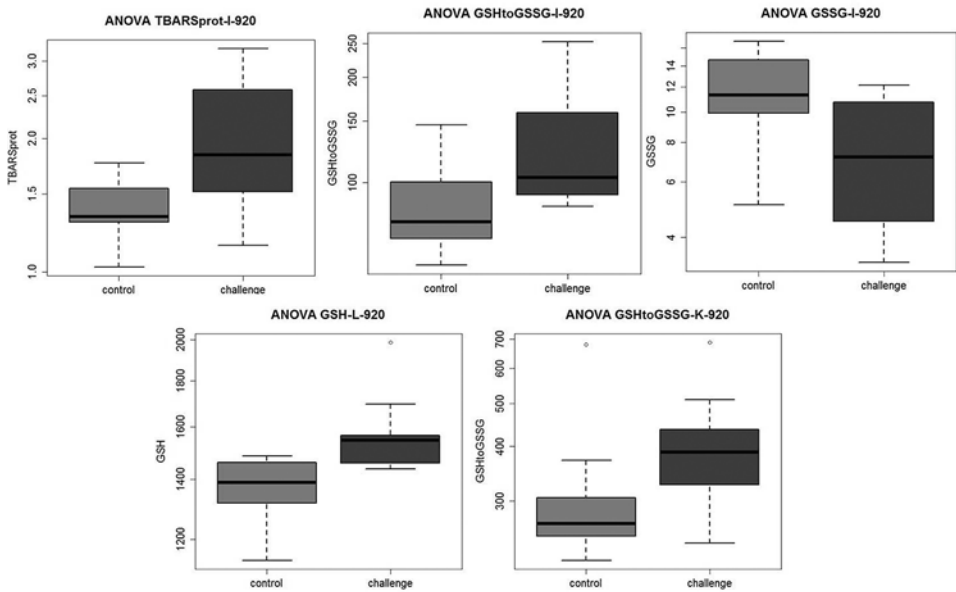 ANOVA TBARSprot-I-920
TBARSprot
3.0
2.5
2.0
1.5
1.0
control
challenge
ANOVA GSHtoGSSG-I-920
GSHtoGSSG
250
200
150
100
control
challenge
ANOVA GSSG-I-920
GSSG
14
12
10
8
6
4
control
challenge
ANOVA GSH-L-920
GSH
2000
1800
1600
1400
1200
control
challenge
ANOVA GSHtoGSSG-K-920
GSHtoGSSG
700
600
500
400
300
control
challenge